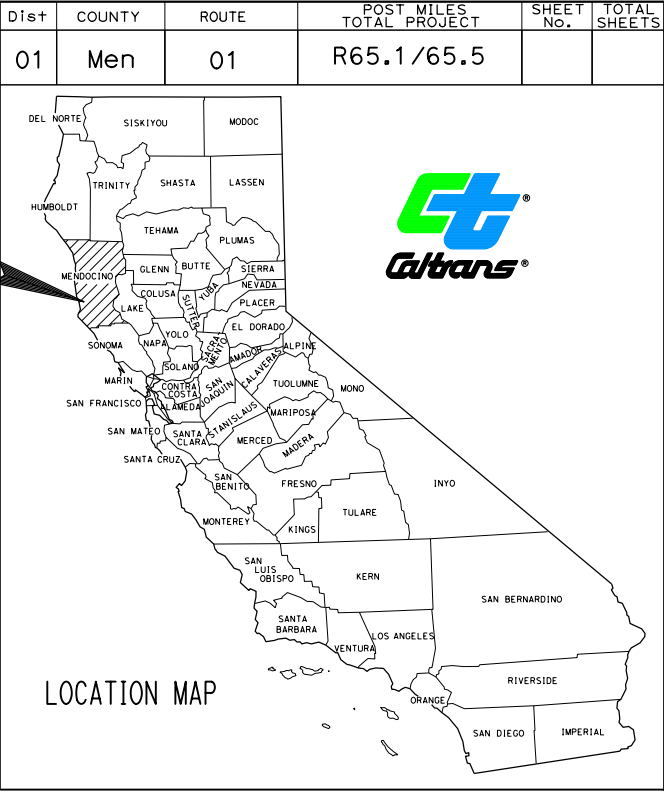 Dist COUNTY ROUTE POST MILES TOTAL PROJECT SHEET No. TOTAL SHEETS
01 Men 01 R65.1/65.5
DEL NORTE
SISKIYOU
MODOC
TRINITY
SHASTA
LASSEN
HUMBOLDT
TEHAMA
PLUMAS
MENDOCINO
GLENN
BUTTE
SIERRA
NEVADA
COLUSA
SUTTER
YUBA
PLACER
LAKE
EL DORADO
SONOMA
NAPA
YOLO
SACRA
MENTO
AMADOR
ALPINE
SOLANO
CALAVERAS
MARIN
CONTRA
COSTA
SAN
JOAQUIN
TUOLUMNE
MONO
SAN FRANCISCO
ALAMEDA
STANISLAUS
MARIPOSA
SAN MATEO
SANTA
CLARA
MERCED
MADERA
SANTA CRUZ
SAN
BENITO
FRESNO
INYO
MONTEREY
KINGS
TULARE
SAN
LUIS
OBISPO
KERN
SAN BERNARDINO
SANTA
BARBARA
VENTURA
LOS ANGELES
ORANGE
RIVERSIDE
SAN DIEGO
IMPERIAL
ct ®
Caltrans ®
LOCATION MAP